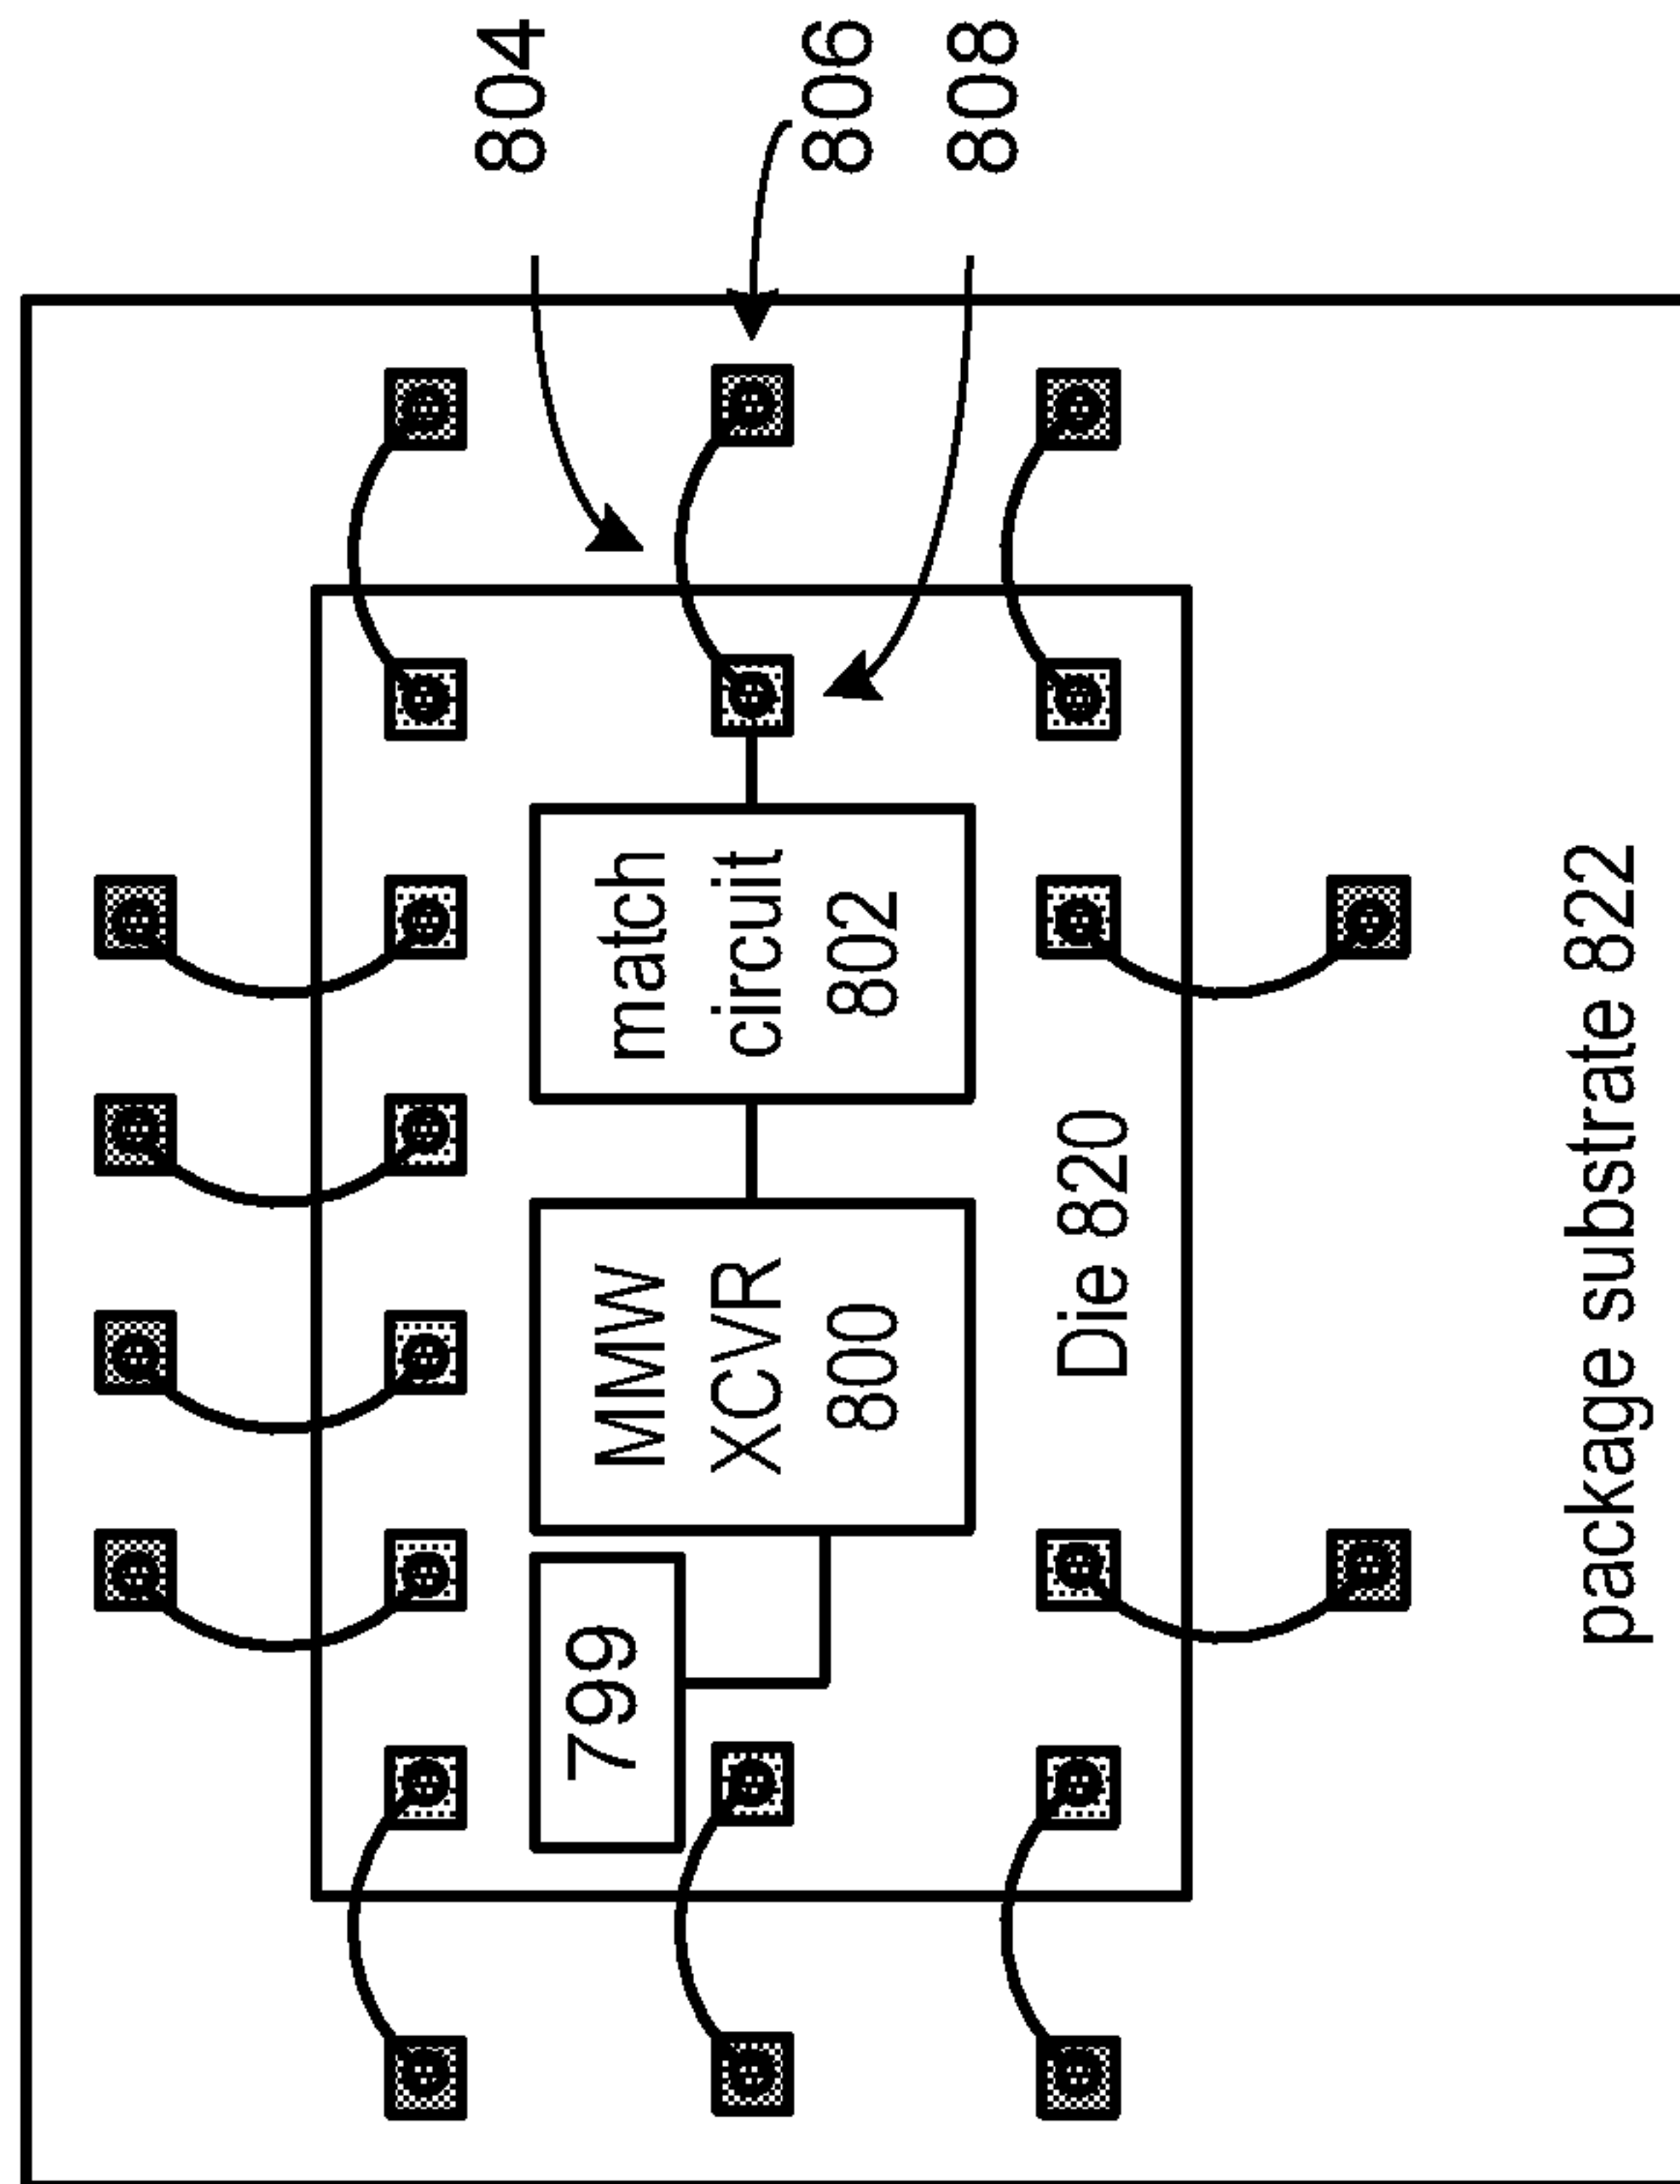 804
806
808
match
circuit
802
MMW
XCVR
800
799
Die 820
package substrate 822